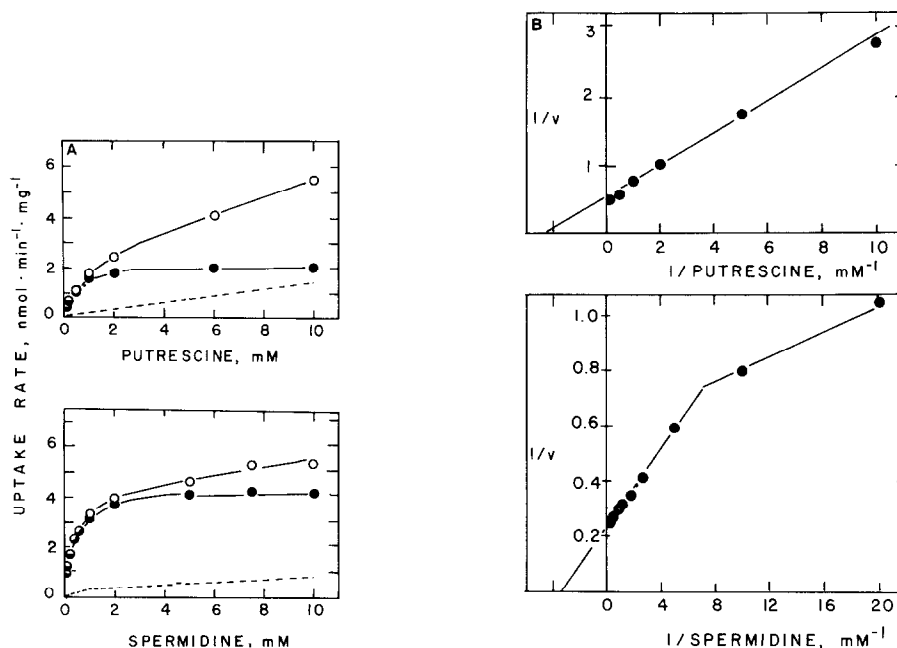 A
6
4
2
0
0 2 4 6 8 10
PUTRESCINE, mM
6
4
2
0
0 2 4 6 8 10
SPERMIDINE, mM
UPTAKE RATE, nmol · min⁻¹ · mg⁻¹
B
3
2
1
1/v
0 2 4 6 8 10
1/PUTRESCINE, mM⁻¹
1.0
0.8
0.6
0.4
0.2
1/v
0 4 8 12 16 20
1/SPERMIDINE, mM⁻¹